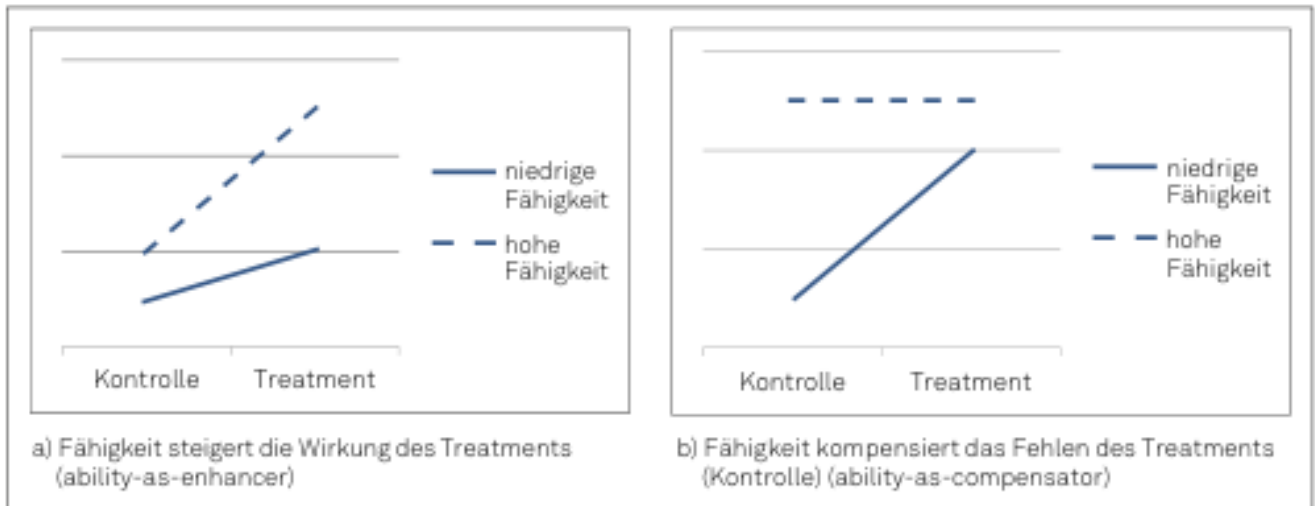 niedrige
Fähigkeit
hohe
Fähigkeit
Kontrolle Treatment
a) Fähigkeit steigert die Wirkung des Treatments
(ability-as-enhancer)
niedrige
Fähigkeit
hohe
Fähigkeit
Kontrolle Treatment
b) Fähigkeit kompensiert das Fehlen des Treatments
(Kontrolle) (ability-as-compensator)